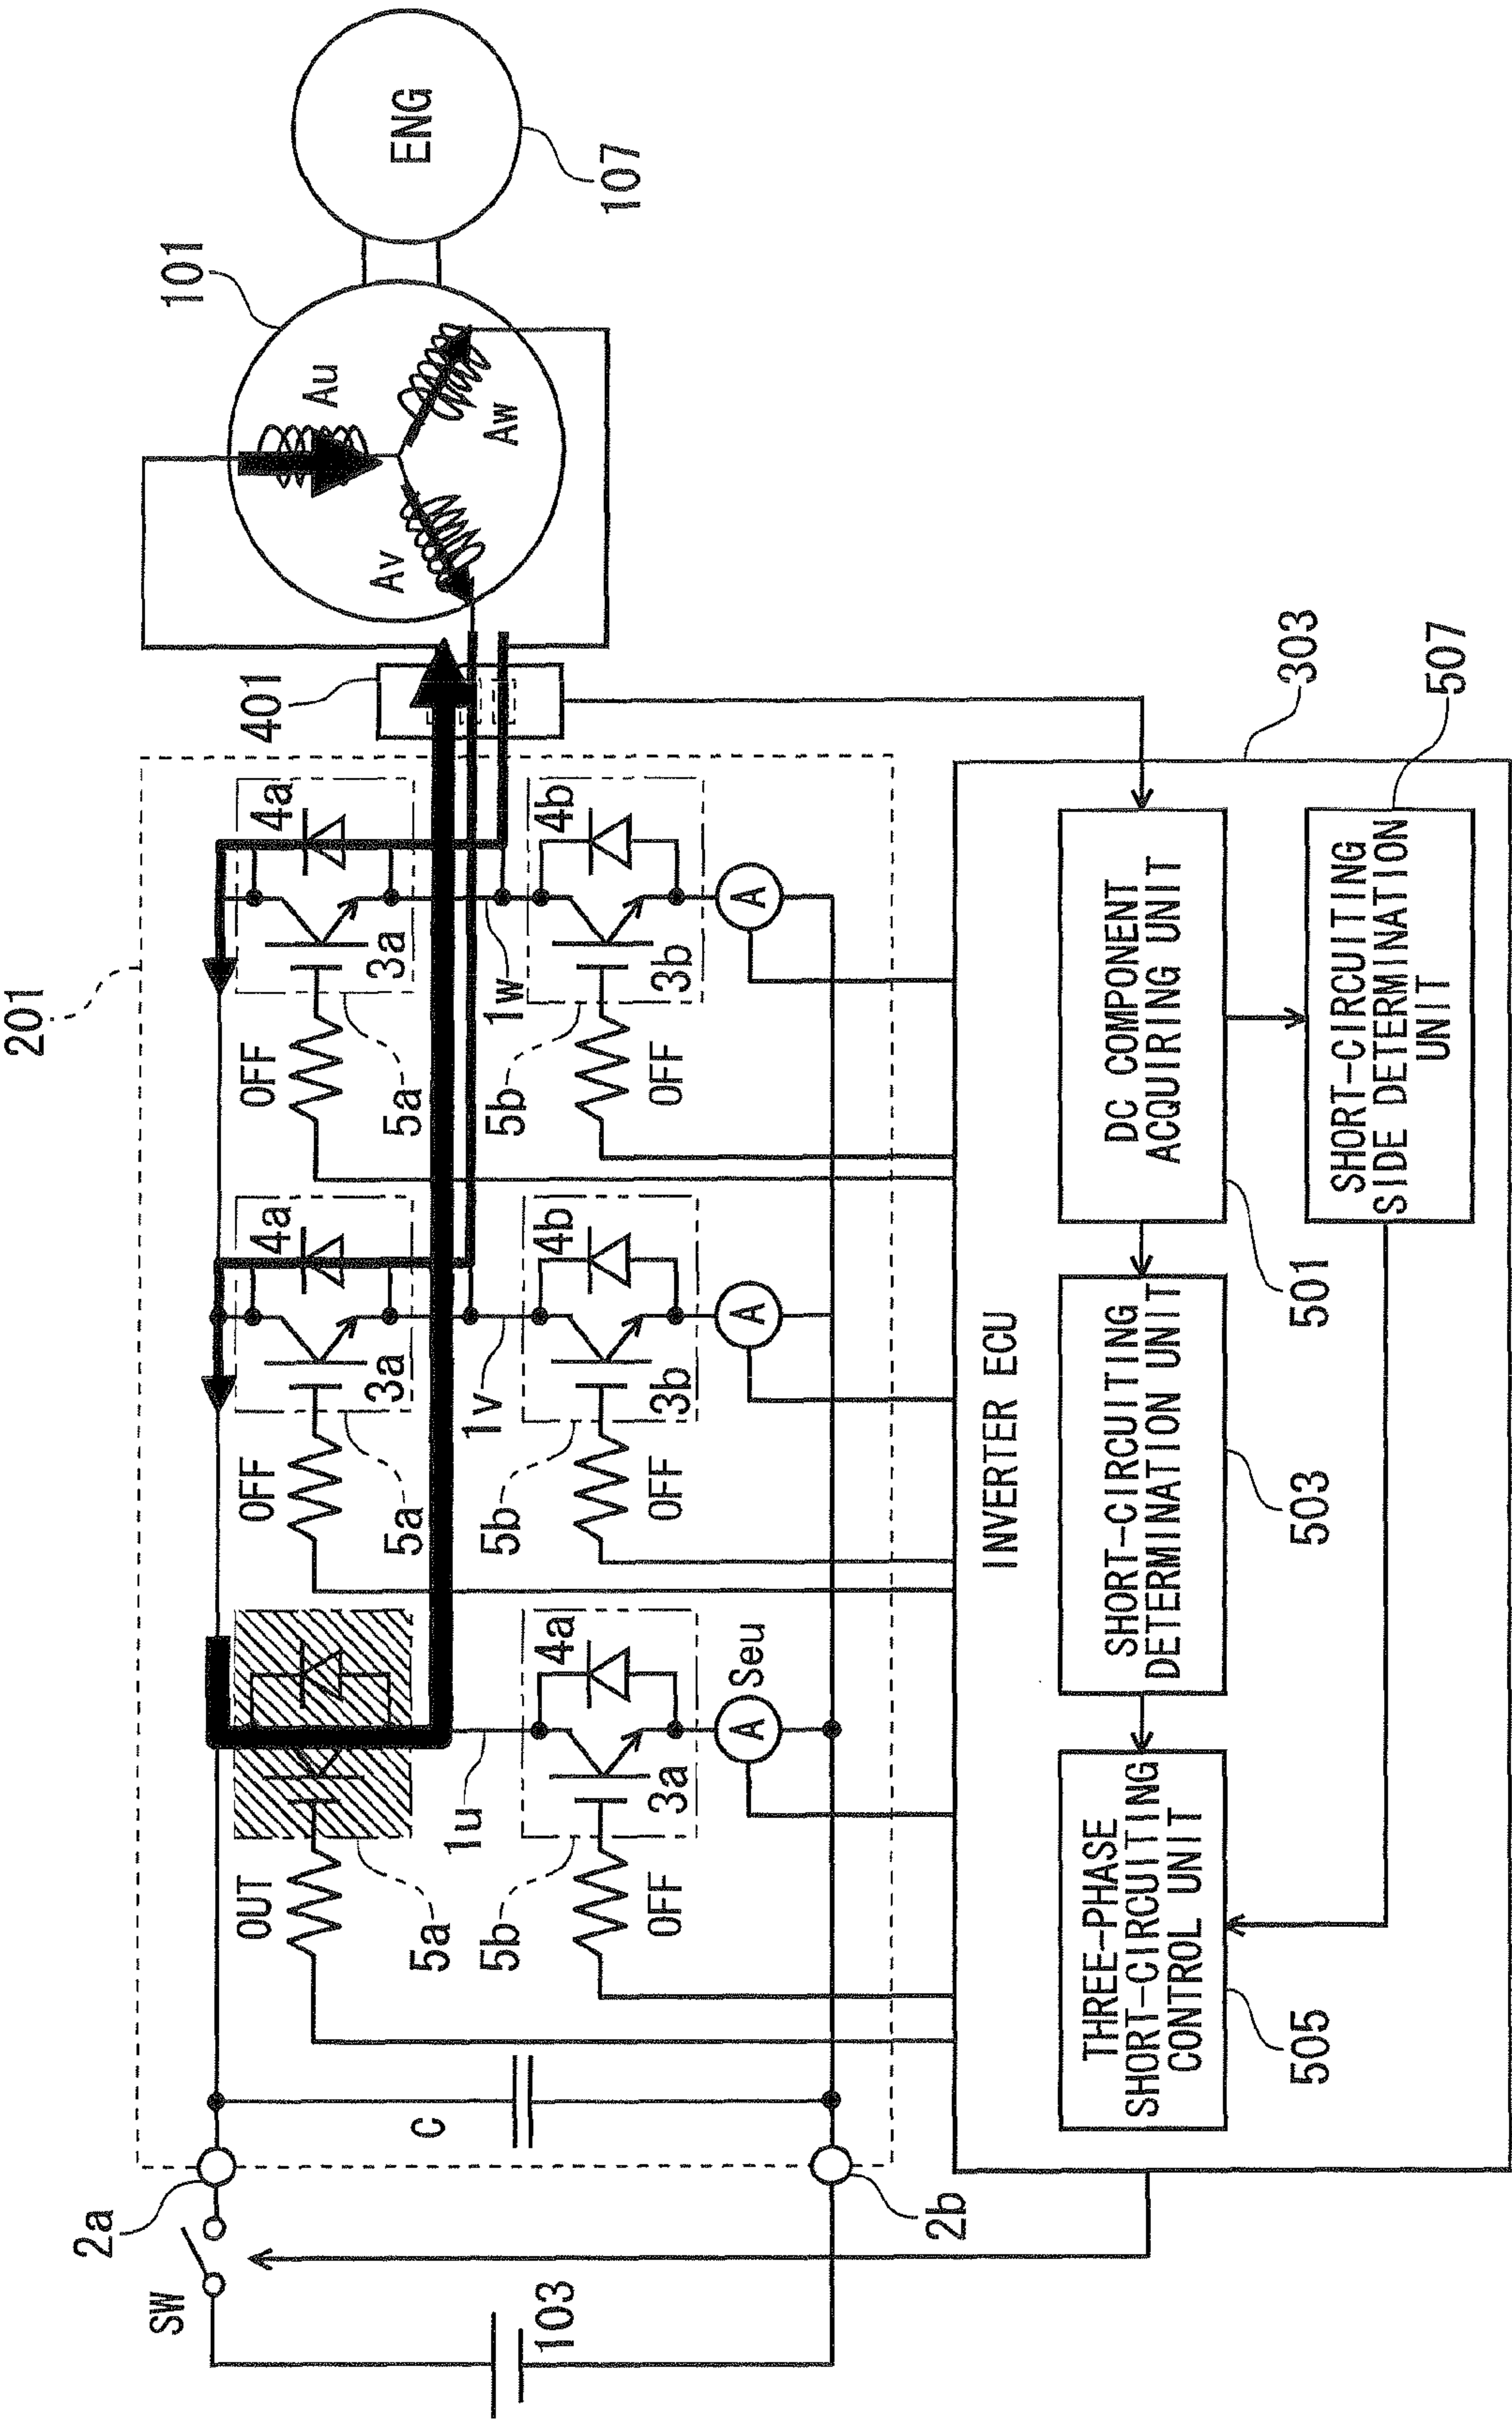 201
101
107
ENG
Au
Av
Aw
401
SW
2a
2b
103
C
OUT
5a
1u
5b
OFF
3a
4a
Seu
A
OFF
5a
3a
4a
1v
5b
OFF
3b
4b
A
OFF
5a
3a
4a
1w
5b
OFF
3b
4b
A
INVERTER ECU
303
THREE-PHASE
SHORT-CIRCUITING
CONTROL UNIT
505
SHORT-CIRCUITING
DETERMINATION UNIT
503
DC COMPONENT
ACQUIRING UNIT
501
SHORT-CIRCUITING
SIDE DETERMINATION
UNIT
507